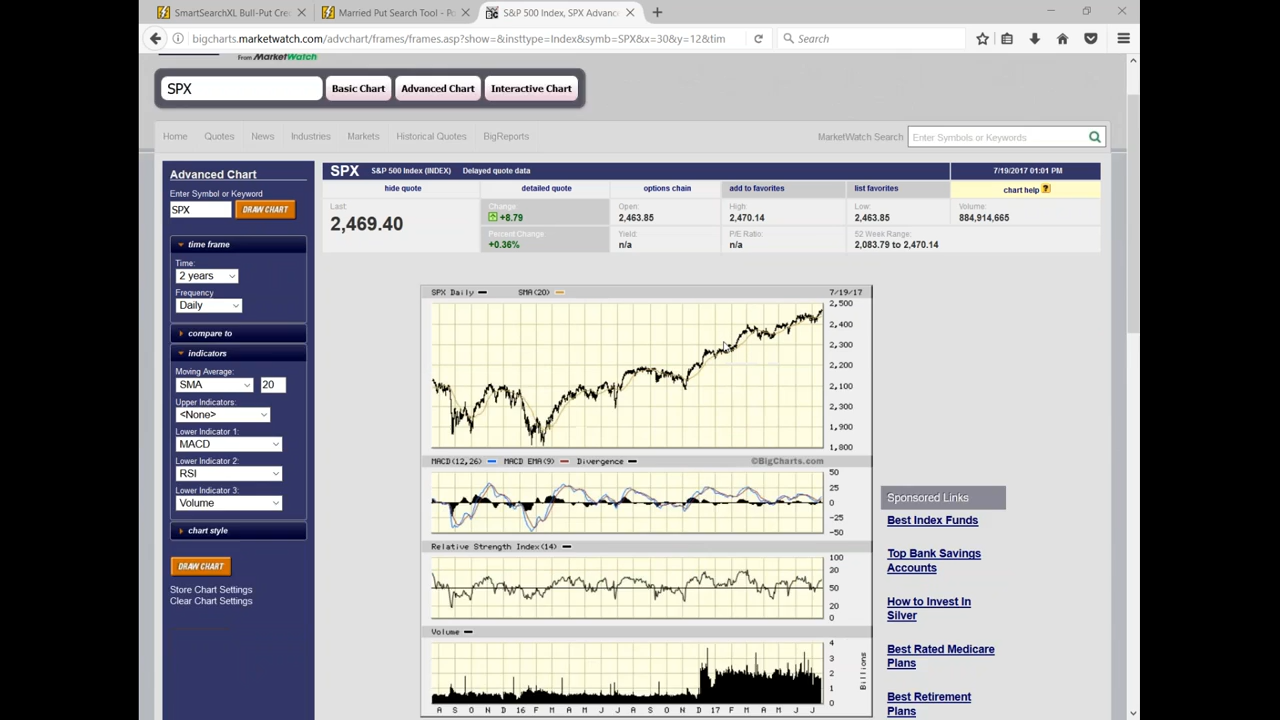 SmartSearchXL Bull-Put Cre
Married Put Search Tool - Po
S&P 500 Index, SPX Advanc
bigcharts.marketwatch.com/advchart/frames/frames.asp?show=&insttype=Index&symb=SPX&x=30&y=12&tim
Search
From MarketWatch
SPX
Basic Chart
Advanced Chart
Interactive Chart
Home Quotes News Industries Markets Historical Quotes BigReports
MarketWatch Search
Enter Symbols or Keywords
Advanced Chart
Enter Symbol or Keyword
SPX
DRAW CHART
time frame
Time:
2 years
Frequency
Daily
compare to
indicators
Moving Average:
SMA 20
Upper Indicators:
<None>
Lower Indicator 1:
MACD
Lower Indicator 2:
RSI
Lower Indicator 3:
Volume
chart style
DRAW CHART
Store Chart Settings
Clear Chart Settings
SPX S&P 500 Index (INDEX) Delayed quote data 7/19/2017 01:01 PM
hide quote detailed quote options chain add to favorites list favorites chart help ?
Last:
2,469.40
Change
+8.79
Percent Change
+0.36%
Open:
2,463.85
Yield:
n/a
High:
2,470.14
P/E Ratio:
n/a
Low:
2,463.85
52 Week Range:
2,083.79 to 2,470.14
Volume:
884,914,665
SPX Daily SMA(20) 7/19/17
2,500
2,400
2,300
2,200
2,100
2,300
1,900
1,800
MACD(12,26) MACD EMA(9) Divergence ©BigCharts.com
50
25
0
-25
-50
Relative Strength Index(14)
100
80
50
20
0
Volume
4
3
2
1
0
Billions
A S O N D 16 F M A M J J A S O N D 17 F M A M J J
Sponsored Links
Best Index Funds
Top Bank Savings
Accounts
How to Invest In
Silver
Best Rated Medicare
Plans
Best Retirement
Plans